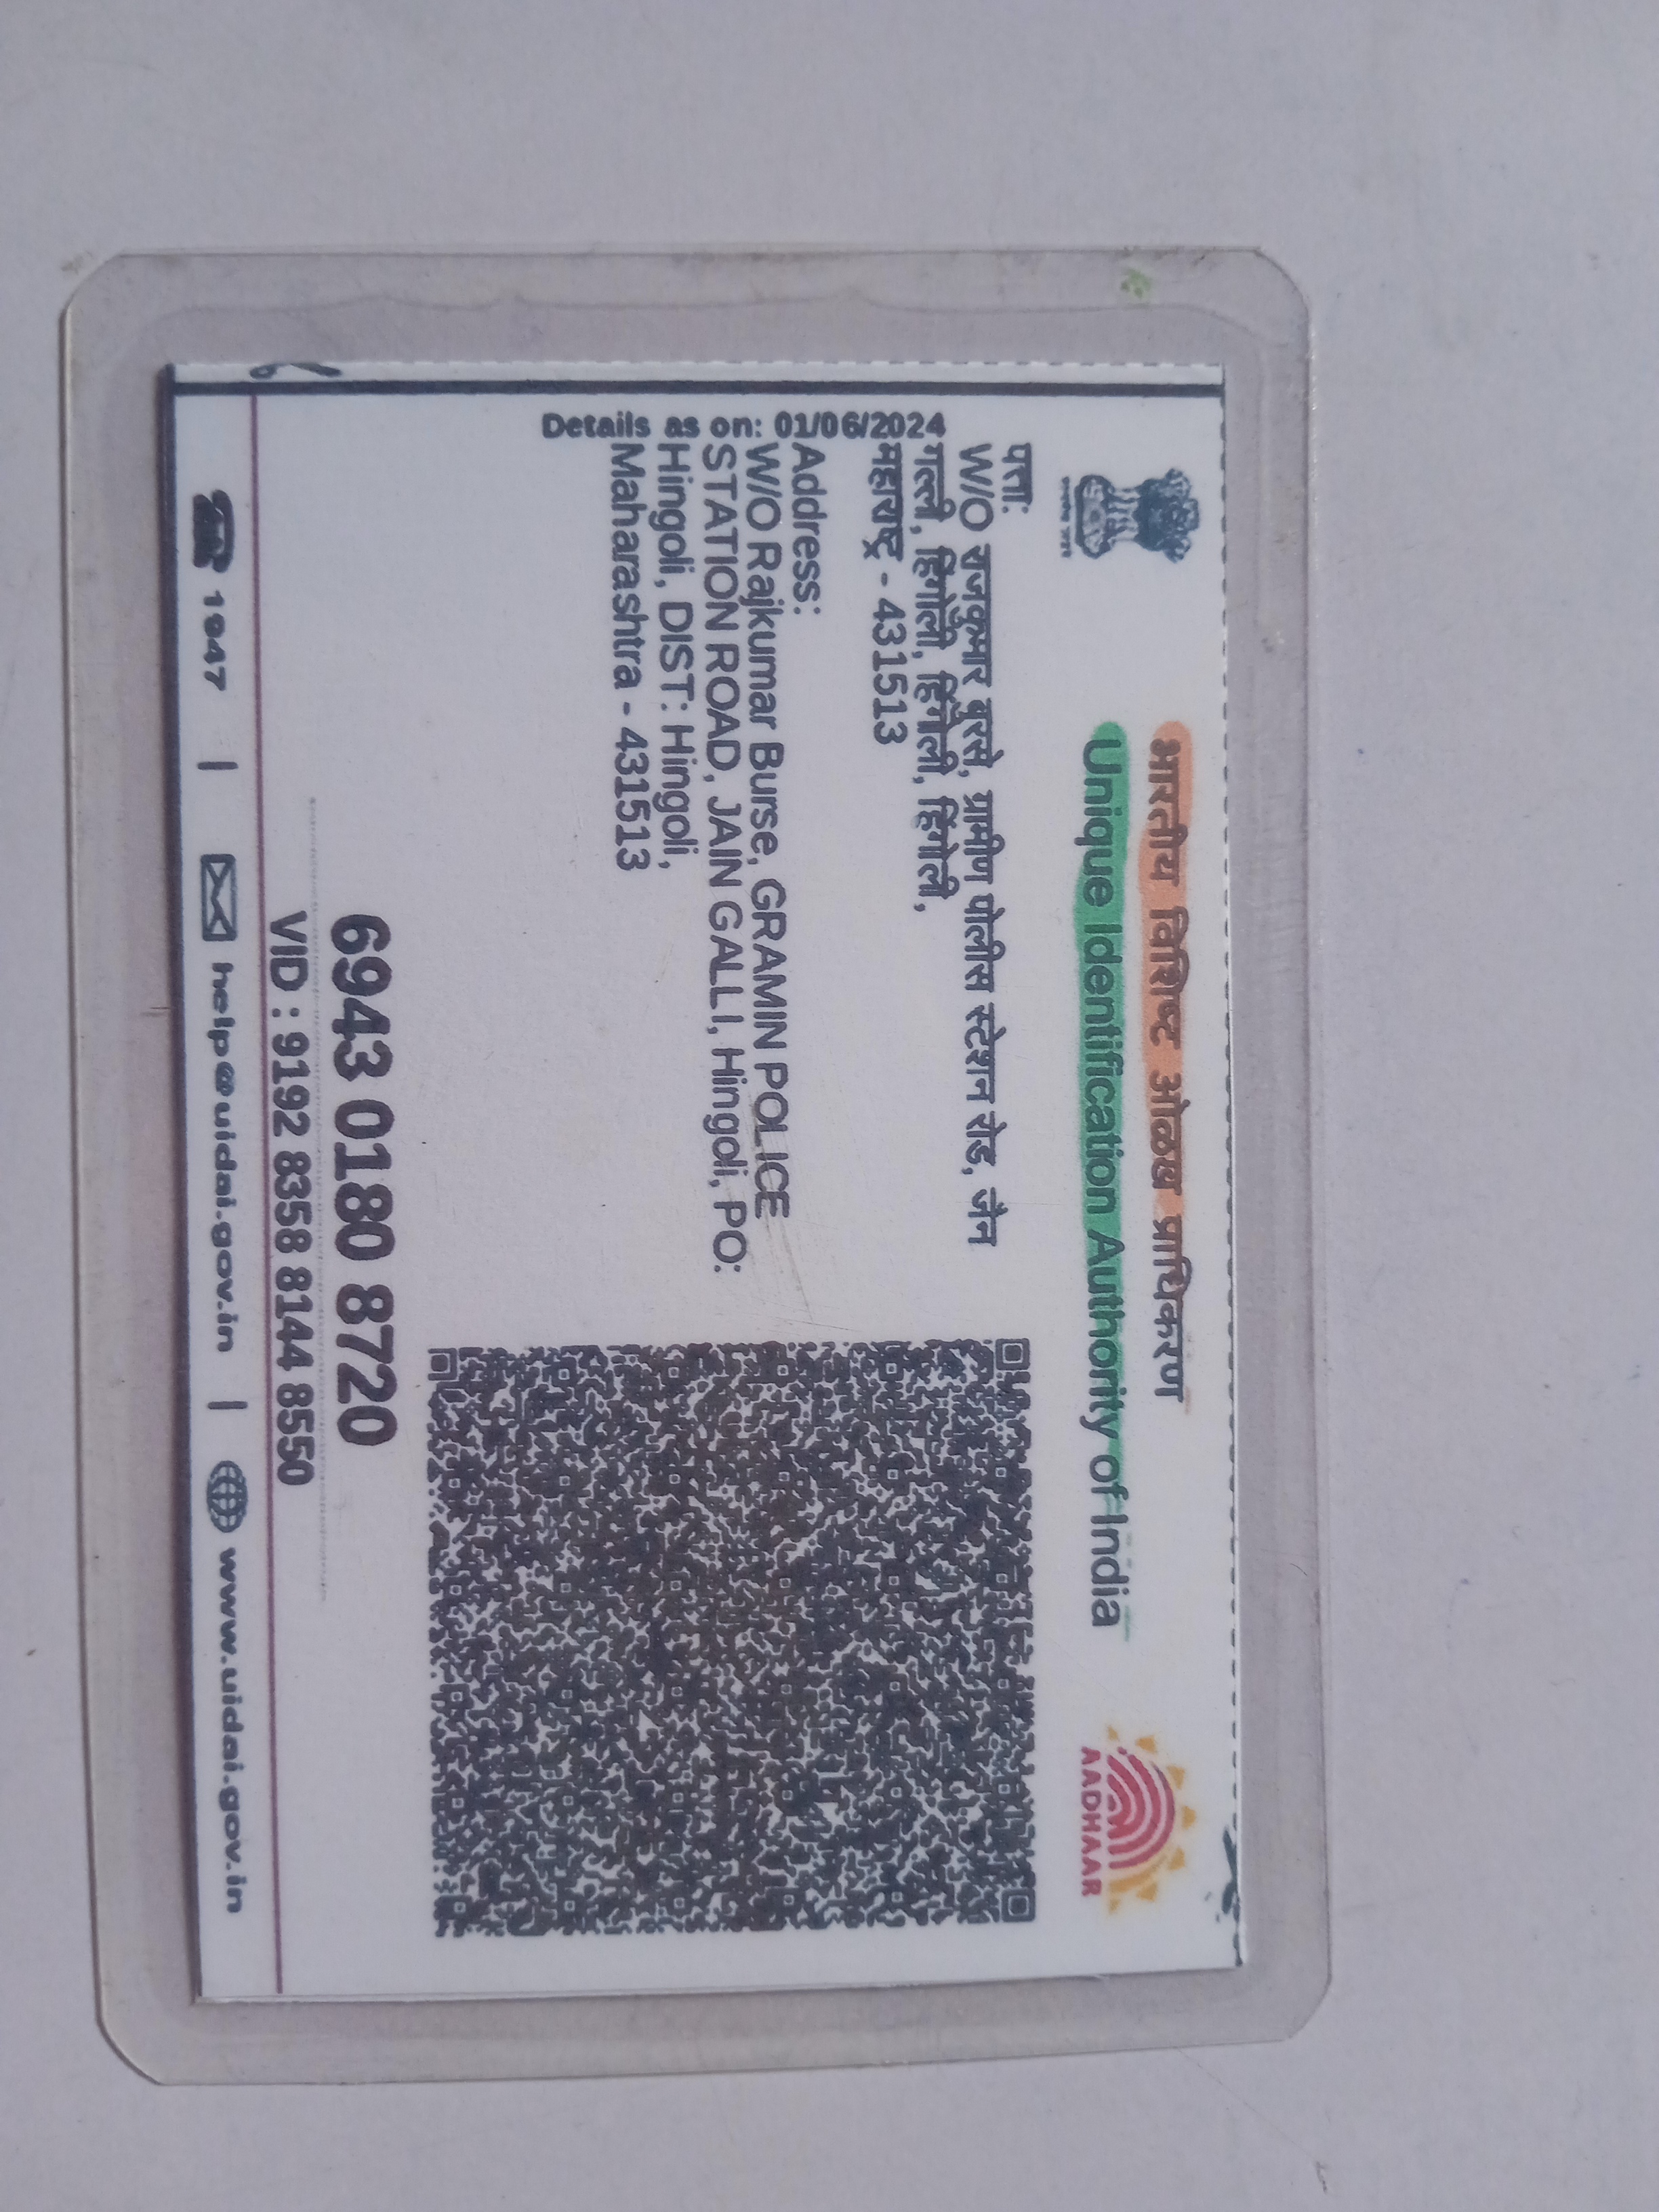 भारतीय विशिष्ट ओळख प्राधिकरण
Unique Identification Authority of India
AADHAAR
Details as on: 01/06/2024
पत्ता:
W/O राजकुमार बुरसे, ग्रामीण पोलीस स्टेशन रोड, जैन
गल्ली, हिंगोली, हिंगोली, हिंगोली,
महाराष्ट्र - 431513
Address:
W/O Rajkumar Burse, GRAMIN POLICE
STATION ROAD, JAIN GALLI, Hingoli, PO:
Hingoli, DIST: Hingoli,
Maharashtra - 431513
6943 0180 8720
VID : 9192 8358 8144 8550
1947 | help@uidai.gov.in | www.uidai.gov.in